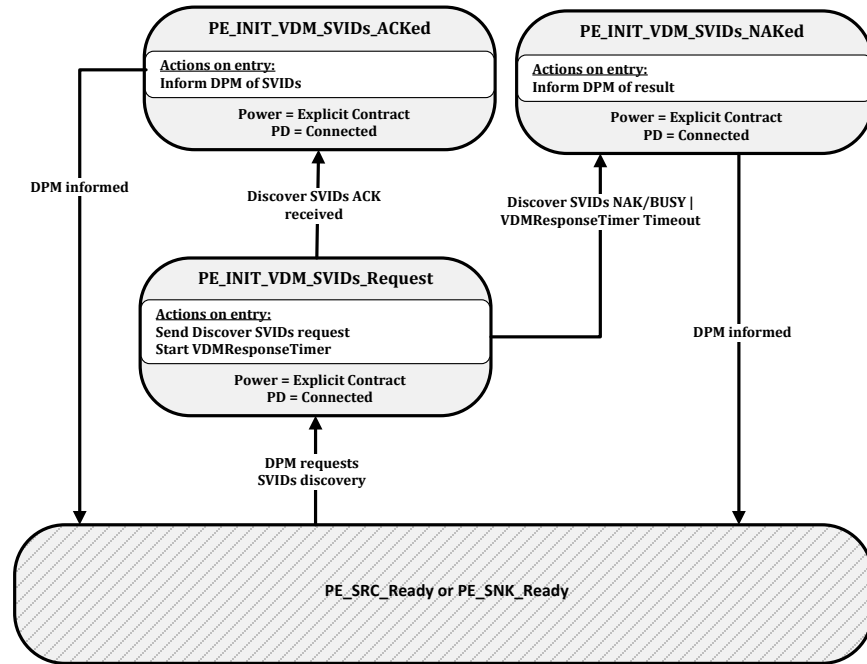 PE_INIT_VDM_SVIDs_ACKed
Actions on entry:
Inform DPM of SVIDs
Power = Explicit Contract
PD = Connected
PE_INIT_VDM_SVIDs_NAKed
Actions on entry:
Inform DPM of result
Power = Explicit Contract
PD = Connected
DPM informed
Discover SVIDs ACK
received
Discover SVIDs NAK/BUSY |
VDMResponseTimer Timeout
PE_INIT_VDM_SVIDs_Request
Actions on entry:
Send Discover SVIDs request
Start VDMResponseTimer
Power = Explicit Contract
PD = Connected
DPM informed
DPM requests
SVIDs discovery
PE_SRC_Ready or PE_SNK_Ready